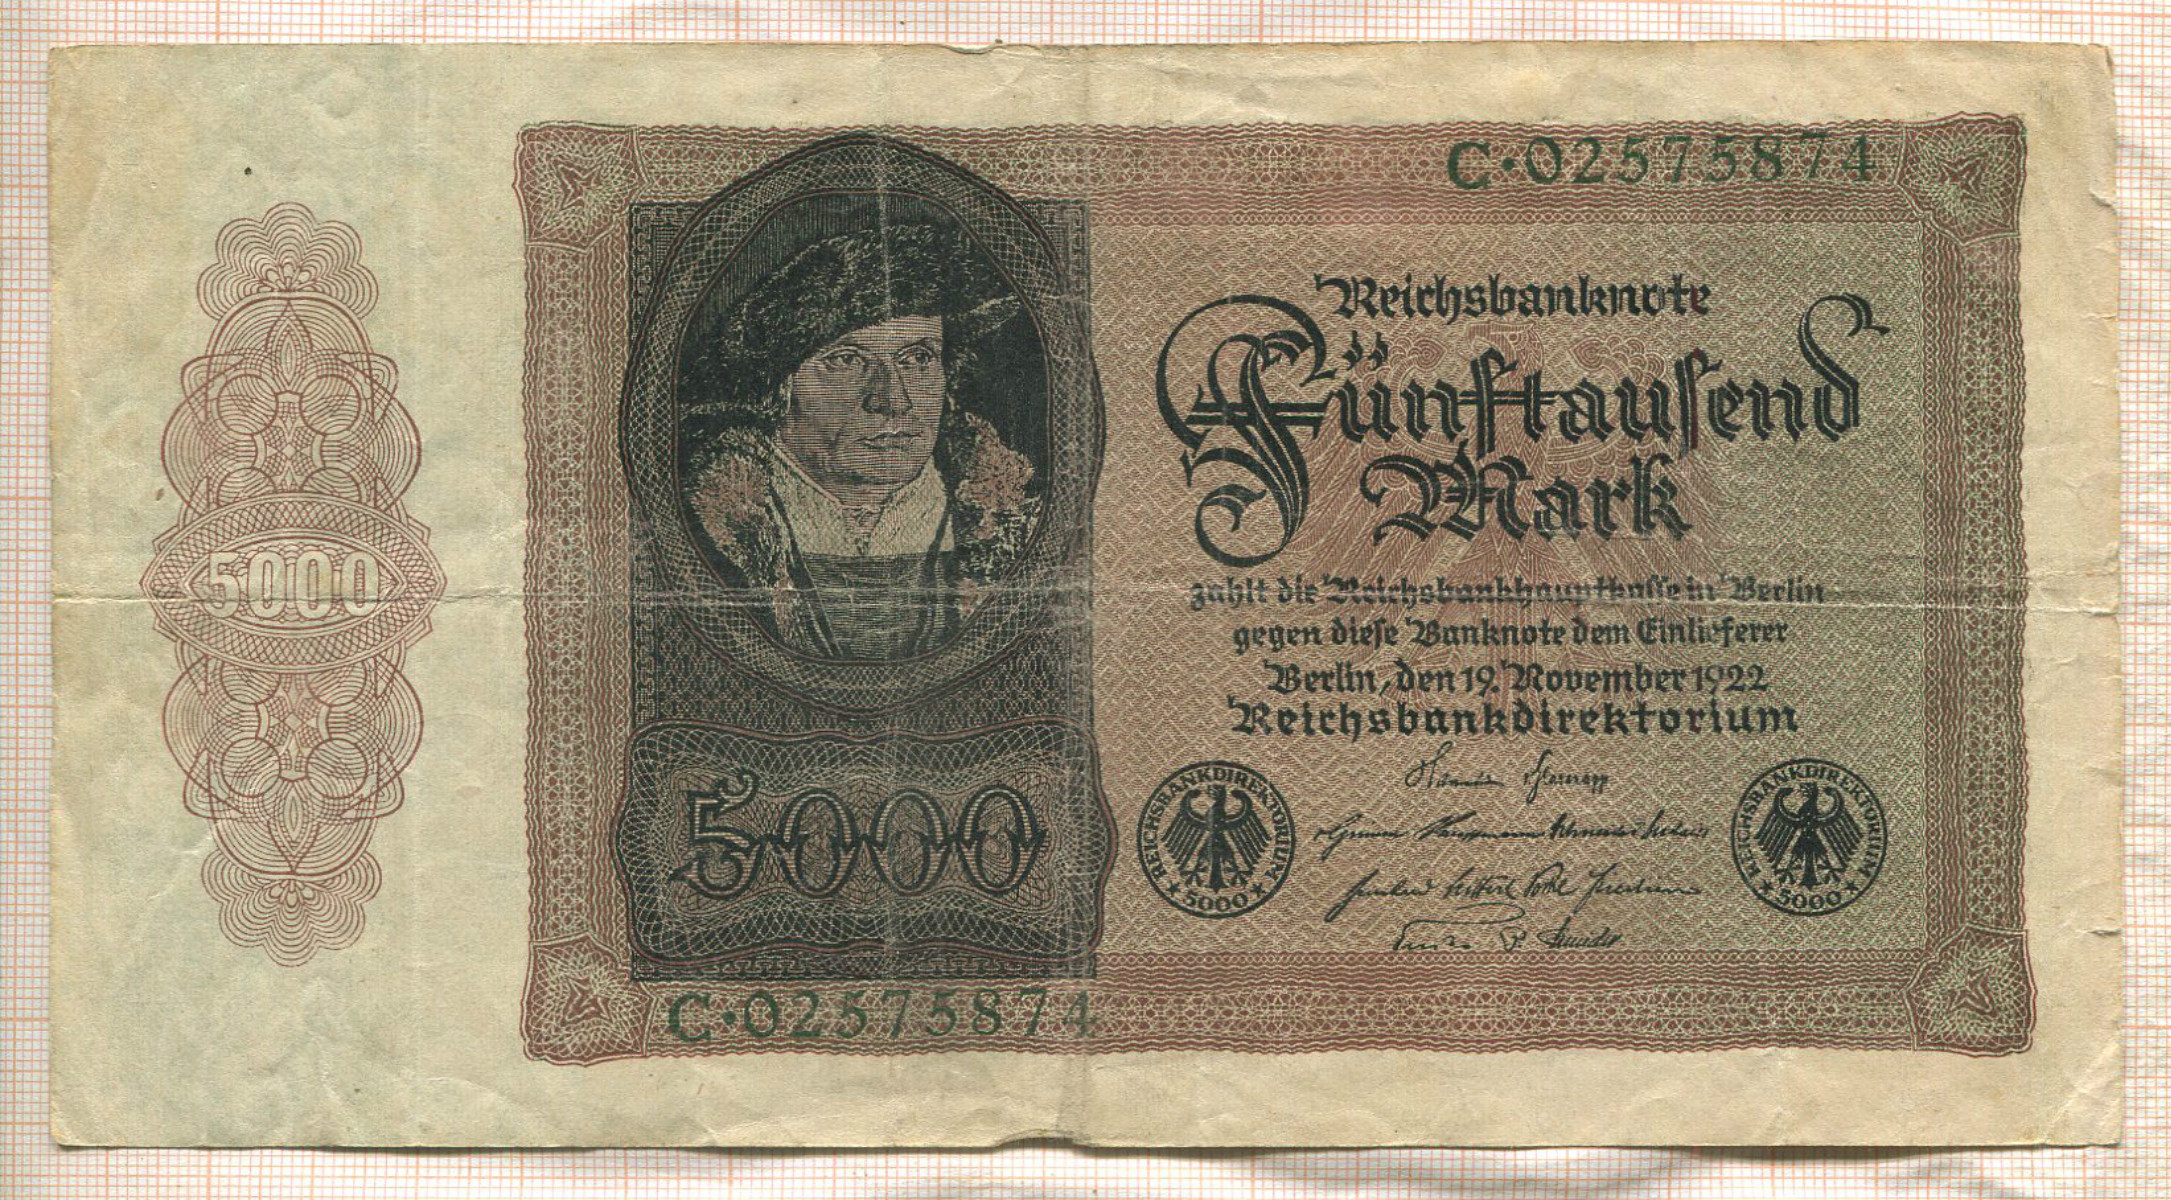 C·02575874
Reichsbanknote
Fünftausend
Mark
zahlt die Reichsbankhauptkasse in Berlin
gegen diese Banknote dem Einlieferer
Berlin, den 19. November 1922
Reichsbankdirektorium
5000
5000
REICHSBANKDIREKTORIUM
5000
REICHSBANKDIREKTORIUM
5000
C·02575874